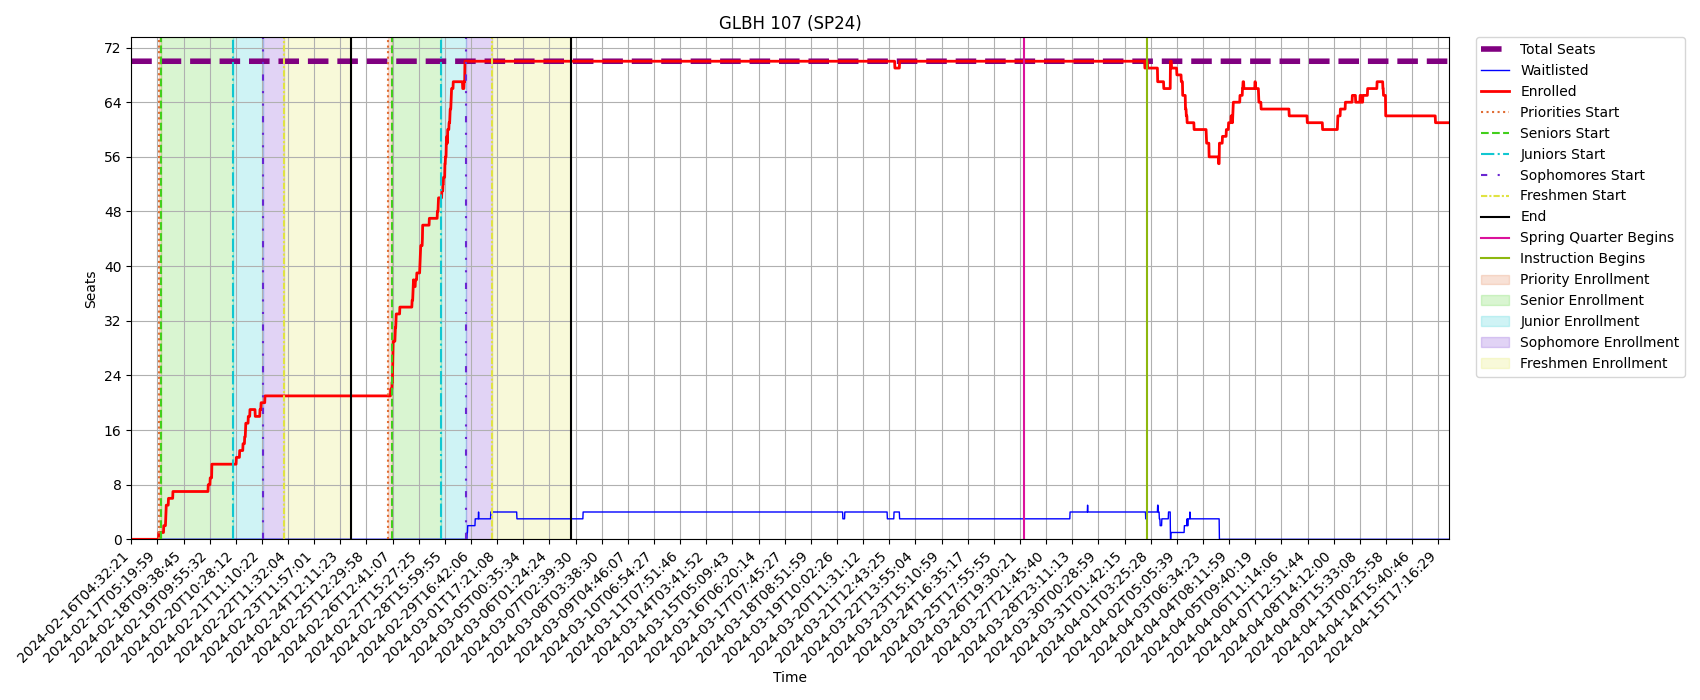 GLBH 107 (SP24)
72
64
56
48
40
32
24
16
8
0
Seats
2024-02-16T04:32:21
2024-02-17T05:19:59
2024-02-18T09:38:45
2024-02-19T09:55:32
2024-02-20T10:28:12
2024-02-21T11:10:22
2024-02-22T11:32:04
2024-02-23T11:57:01
2024-02-24T12:11:23
2024-02-25T12:29:58
2024-02-26T12:41:07
2024-02-27T15:27:25
2024-02-28T15:59:55
2024-02-29T16:42:06
2024-03-01T17:21:08
2024-03-05T00:35:34
2024-03-06T01:24:24
2024-03-07T02:39:30
2024-03-08T03:38:30
2024-03-09T04:46:07
2024-03-10T06:54:27
2024-03-11T07:51:46
2024-03-14T03:41:52
2024-03-15T05:09:43
2024-03-16T06:20:14
2024-03-17T07:45:27
2024-03-18T08:51:59
2024-03-19T10:02:26
2024-03-20T11:31:12
2024-03-21T12:43:25
2024-03-22T13:55:04
2024-03-23T15:10:59
2024-03-24T16:35:17
2024-03-25T17:55:55
2024-03-26T19:30:21
2024-03-27T21:45:40
2024-03-28T23:11:13
2024-03-30T00:28:59
2024-03-31T01:42:15
2024-04-01T03:25:28
2024-04-02T05:05:39
2024-04-03T06:34:23
2024-04-04T08:11:59
2024-04-05T09:40:19
2024-04-06T11:14:06
2024-04-07T12:51:44
2024-04-08T14:12:00
2024-04-09T15:33:08
2024-04-13T00:25:58
2024-04-14T15:40:46
2024-04-15T17:16:29
Time
Total Seats
Waitlisted
Enrolled
Priorities Start
Seniors Start
Juniors Start
Sophomores Start
Freshmen Start
End
Spring Quarter Begins
Instruction Begins
Priority Enrollment
Senior Enrollment
Junior Enrollment
Sophomore Enrollment
Freshmen Enrollment